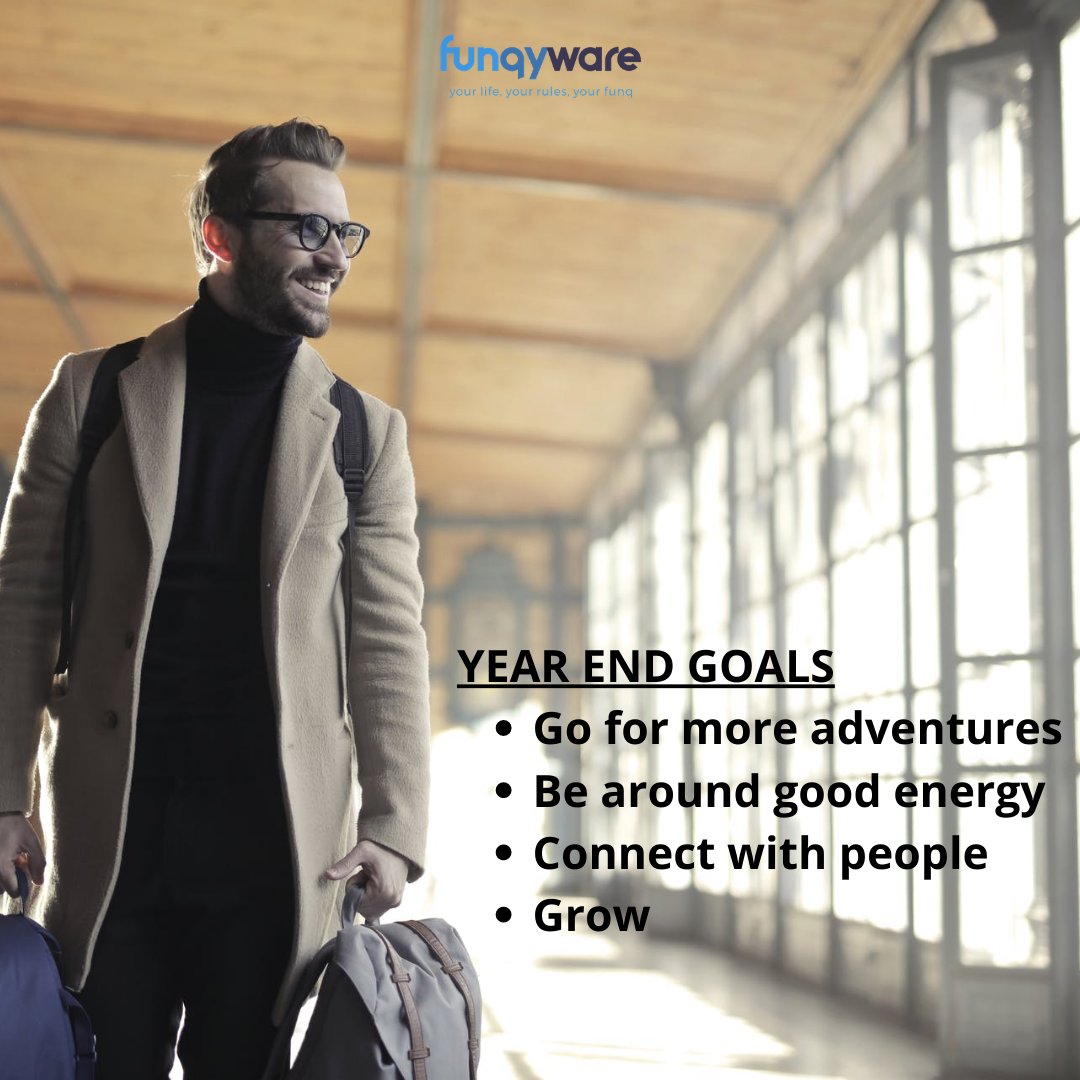 funqyware
your life, your rules, your funq
YEAR END GOALS
• Go for more adventures
• Be around good energy
• Connect with people
• Grow